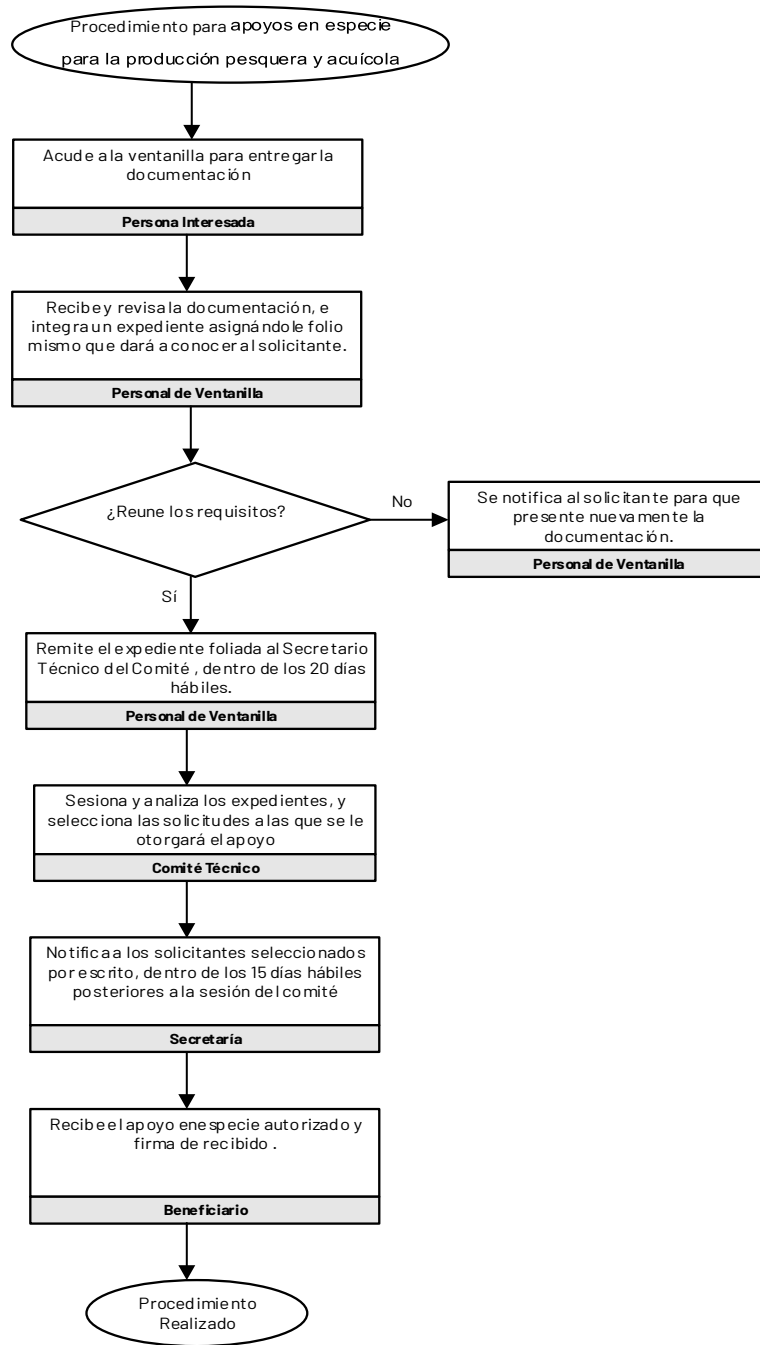 Procedimiento para apoyos en especie
para la producción pesquera y acuícola
Acude a la ventanilla para entregar la
documentación
Persona Interesada
Recibe y revisa la documentación, e
integra un expediente asignándole folio
mismo que dará a conocer al solicitante.
Personal de Ventanilla
¿Reune los requisitos?
No
Se notifica al solicitante para que
presente nuevamente la
documentación.
Personal de Ventanilla
Sí
Remite el expediente foliada al Secretario
Técnico del Comité , dentro de los 20 días
hábiles.
Personal de Ventanilla
Sesiona y analiza los expedientes, y
selecciona las solicitudes a las que se le
otorgará el apoyo
Comité Técnico
Notifica a los solicitantes seleccionados
por escrito, dentro de los 15 días hábiles
posteriores a la sesión del comité
Secretaría
Recibe el apoyo en especie autorizado y
firma de recibido .
Beneficiario
Procedimiento
Realizado